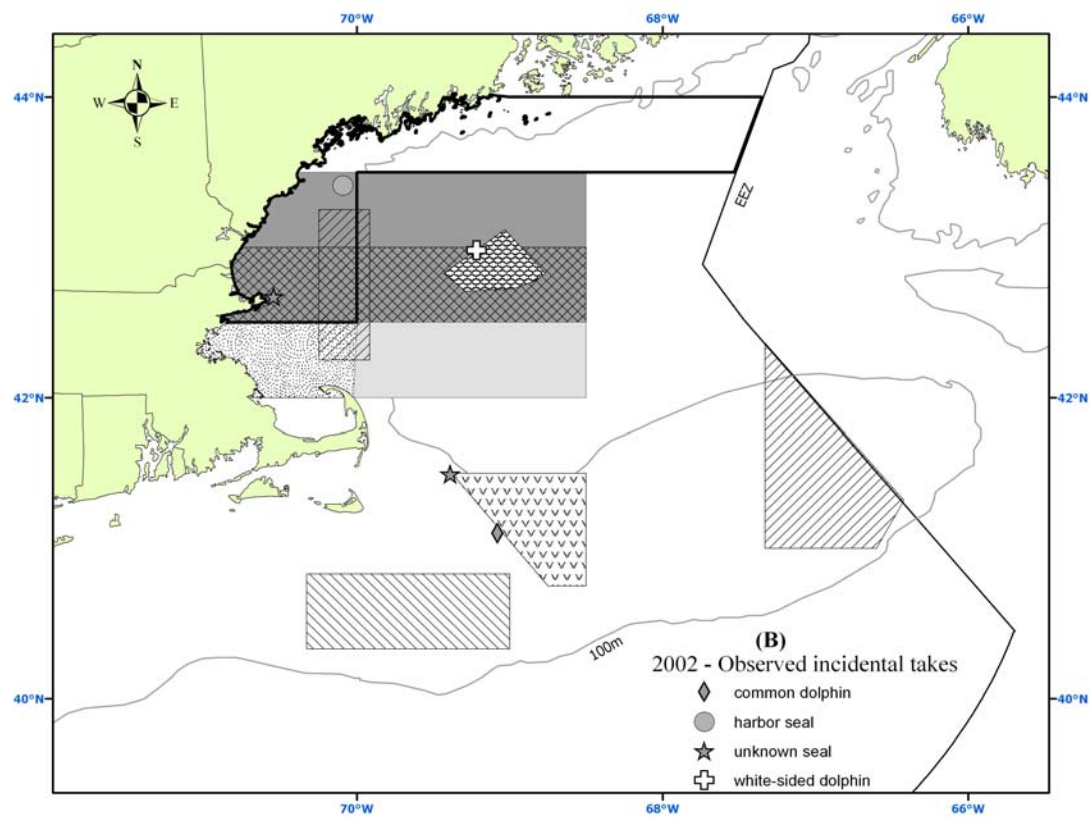 70°W 68°W 66°W
44°N 44°N
N
W E
S
EEZ
42°N 42°N
100m
(B)
2002 - Observed incidental takes
common dolphin
harbor seal
unknown seal
white-sided dolphin
40°N 40°N
70°W 68°W 66°W